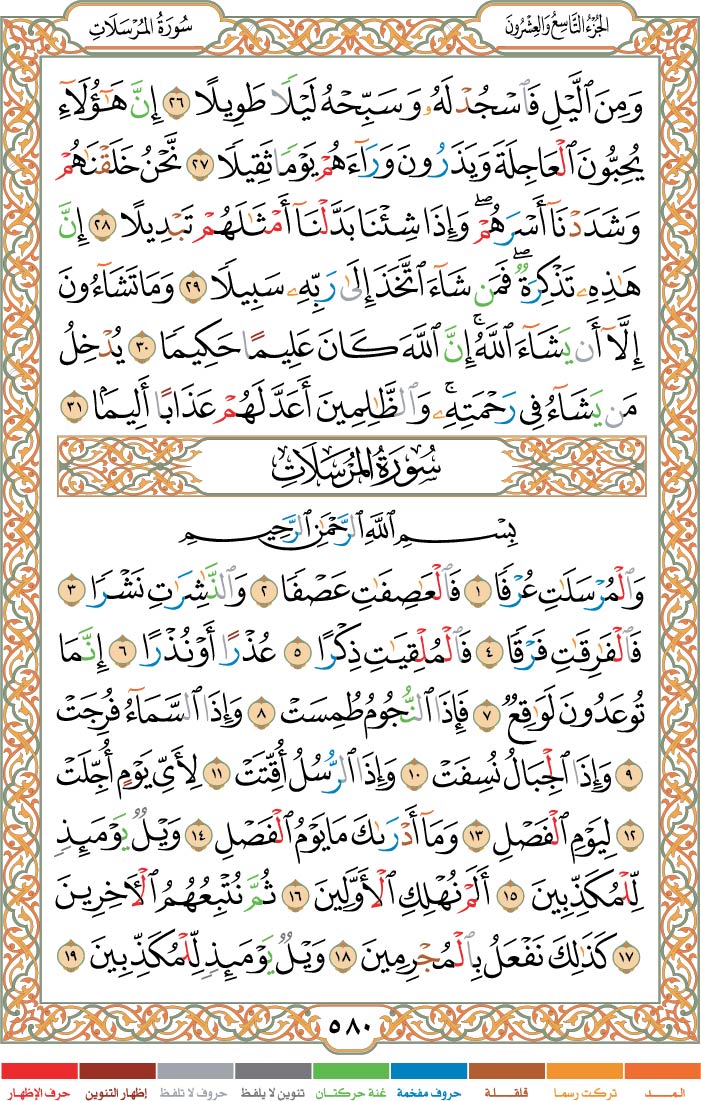 الجُزْءُ التَّاسِعُ وَالعِشْرُونَ
سُورَةُ المُرْسَلَاتِ
وَمِنَ ٱلَّيْلِ فَٱسْجُدْ لَهُۥ وَسَبِّحْهُ لَيْلًا طَوِيلًا ٢٦ إِنَّ هَٰٓؤُلَآءِ
يُحِبُّونَ ٱلْعَاجِلَةَ وَيَذَرُونَ وَرَآءَهُمْ يَوْمًا ثَقِيلًا ٢٧ نَّحْنُ خَلَقْنَٰهُمْ
وَشَدَدْنَآ أَسْرَهُمْ ۖ وَإِذَا شِئْنَا بَدَّلْنَآ أَمْثَٰلَهُمْ تَبْدِيلًا ٢٨ إِنَّ
هَٰذِهِۦ تَذْكِرَةٌ ۖ فَمَن شَآءَ ٱتَّخَذَ إِلَىٰ رَبِّهِۦ سَبِيلًا ٢٩ وَمَا تَشَآءُونَ
إِلَّآ أَن يَشَآءَ ٱللَّهُ ۚ إِنَّ ٱللَّهَ كَانَ عَلِيمًا حَكِيمًا ٣٠ يُدْخِلُ
مَن يَشَآءُ فِى رَحْمَتِهِۦ ۚ وَٱلظَّٰلِمِينَ أَعَدَّ لَهُمْ عَذَابًا أَلِيمًۢا ٣١
سُورَةُ المُرْسَلَاتِ
بِسْمِ ٱللَّهِ ٱلرَّحْمَٰنِ ٱلرَّحِيمِ
وَٱلْمُرْسَلَٰتِ عُرْفًا ١ فَٱلْعَٰصِفَٰتِ عَصْفًا ٢ وَٱلنَّٰشِرَٰتِ نَشْرًا ٣
فَٱلْفَٰرِقَٰتِ فَرْقًا ٤ فَٱلْمُلْقِيَٰتِ ذِكْرًا ٥ عُذْرًا أَوْ نُذْرًا ٦ إِنَّمَا
تُوعَدُونَ لَوَٰقِعٌ ٧ فَإِذَا ٱلنُّجُومُ طُمِسَتْ ٨ وَإِذَا ٱلسَّمَآءُ فُرِجَتْ
٩ وَإِذَا ٱلْجِبَالُ نُسِفَتْ ١٠ وَإِذَا ٱلرُّسُلُ أُقِّتَتْ ١١ لِأَىِّ يَوْمٍ أُجِّلَتْ
١٢ لِيَوْمِ ٱلْفَصْلِ ١٣ وَمَآ أَدْرَىٰكَ مَا يَوْمُ ٱلْفَصْلِ ١٤ وَيْلٌ يَوْمَئِذٍ
لِّلْمُكَذِّبِينَ ١٥ أَلَمْ نُهْلِكِ ٱلْأَوَّلِينَ ١٦ ثُمَّ نُتْبِعُهُمُ ٱلْءَاخِرِينَ
١٧ كَذَٰلِكَ نَفْعَلُ بِٱلْمُجْرِمِينَ ١٨ وَيْلٌ يَوْمَئِذٍ لِّلْمُكَذِّبِينَ ١٩
٥٨٠
المــد
تركت رسما
قلقلة
حروف مفخمة
غنة حركتان
تنوين لا يلفظ
حروف لا تلفظ
إظهار التنوين
حرف الإظهار